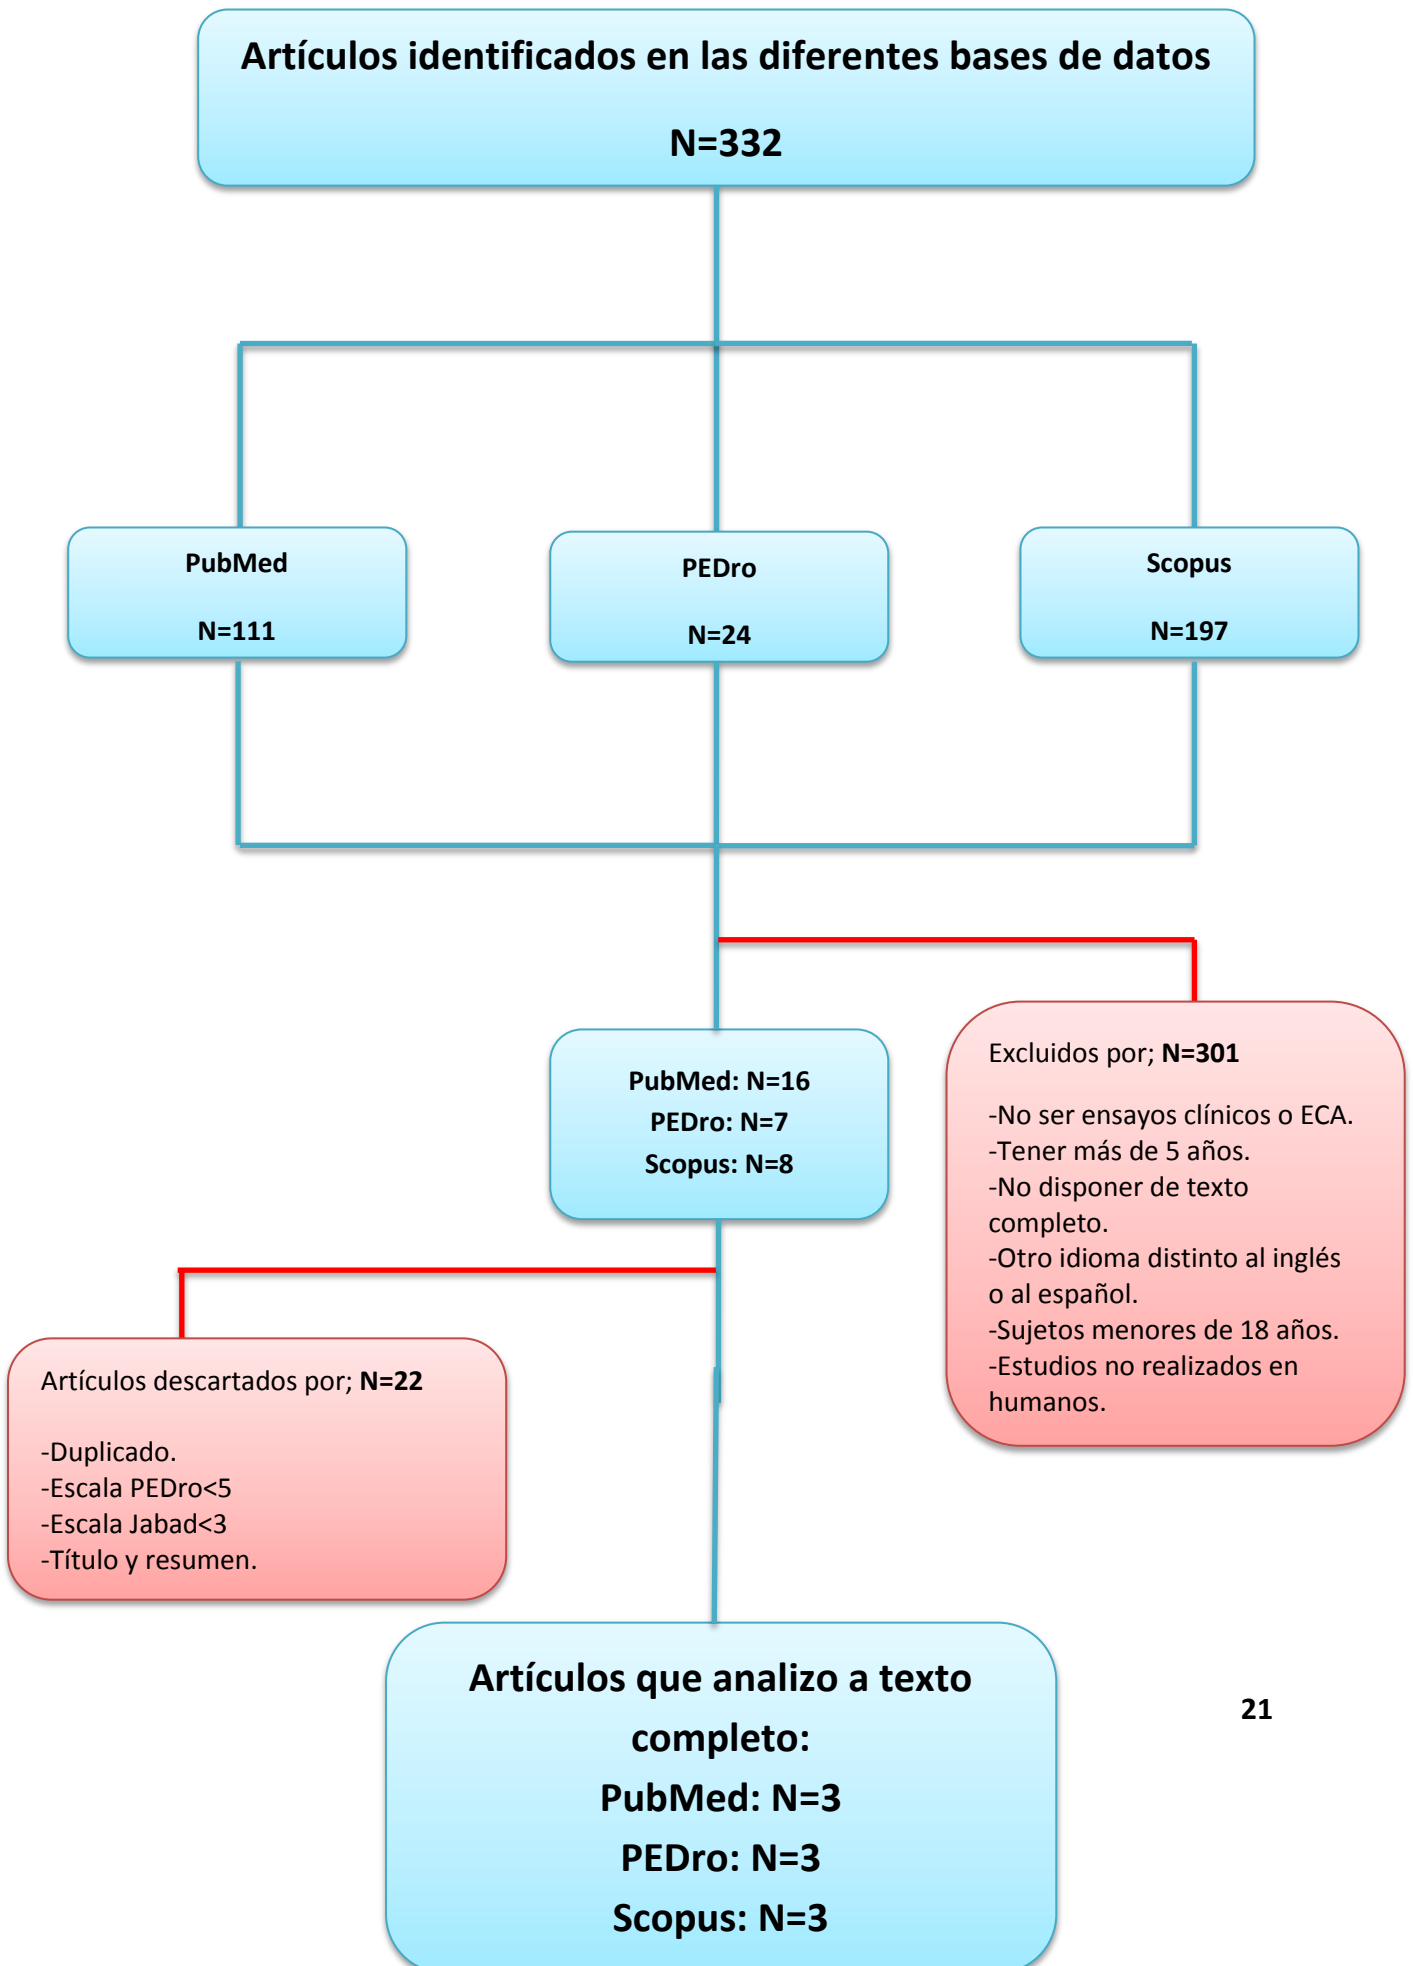 Artículos identificados en las diferentes bases de datos
N=332
PubMed
N=111
PEDro
N=24
Scopus
N=197
PubMed: N=16
PEDro: N=7
Scopus: N=8
Excluidos por; N=301
-No ser ensayos clínicos o ECA.
-Tener más de 5 años.
-No disponer de texto
completo.
-Otro idioma distinto al inglés
o al español.
-Sujetos menores de 18 años.
-Estudios no realizados en
humanos.
Artículos descartados por; N=22
-Duplicado.
-Escala PEDro<5
-Escala Jabad<3
-Título y resumen.
Artículos que analizo a texto
completo:
PubMed: N=3
PEDro: N=3
Scopus: N=3
21